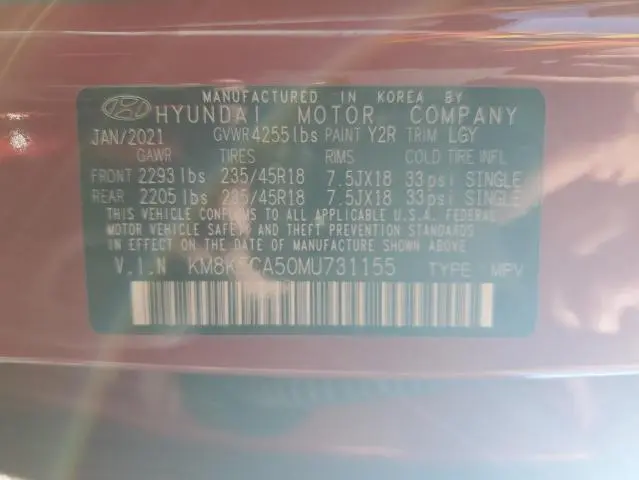 MANUFACTURED IN KOREA BY
HYUNDAI MOTOR COMPANY
JAN/2021 GVWR 4255lbs PAINT Y2R TRIM LGY
GAWR TIRES RIMS COLD TIRE INFL
FRONT 2293lbs 235/45R18 7.5JX18 33psi SINGLE
REAR 2205lbs 235/45R18 7.5JX18 33psi SINGLE
THIS VEHICLE CONFORMS TO ALL APPLICABLE U.S.A. FEDERAL
MOTOR VEHICLE SAFETY AND THEFT PREVENTION STANDARDS
IN EFFECT ON THE DATE OF MANUFACTURE SHOWN ABOVE
V.I.N TYPE MPV